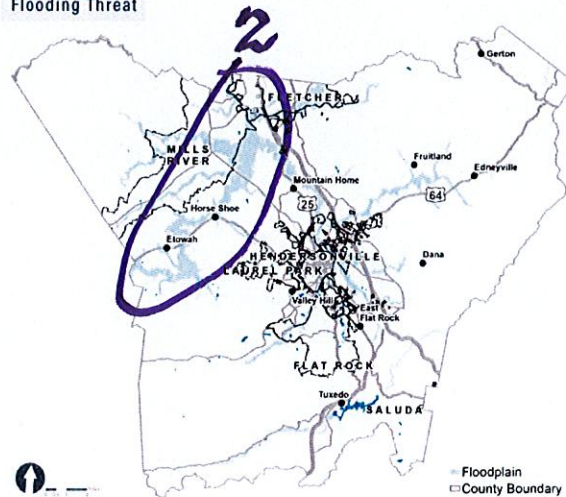 Flooding Threat
2
Gerton
FLETCHER
MILLS
RIVER
Fruitland
Edneyville
Mountain Home
64
25
Horse Shoe
Etowah
HENDERSONVILLE
Dana
LAUREL PARK
Valley Hill
East
Flat Rock
FLAT ROCK
Tuxedo
SALUDA
Floodplain
County Boundary